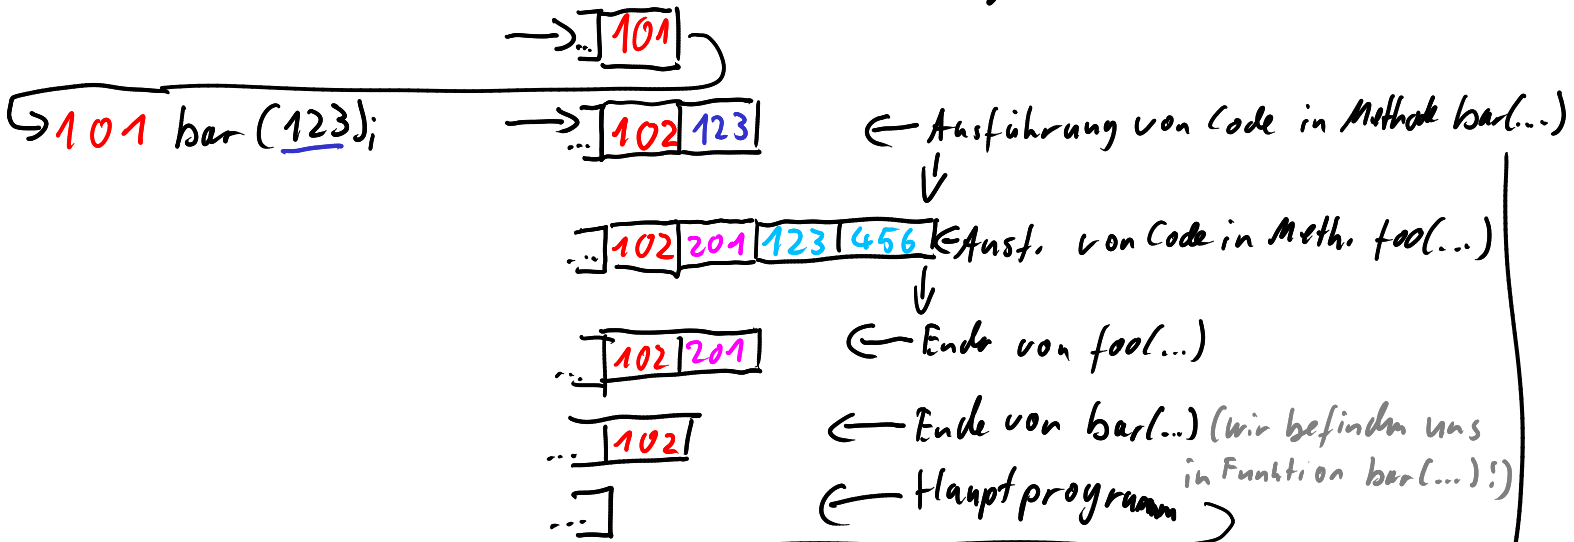 ... 101
101 bar (123); ... 102 123 ← Ausführung von Code in Methode bar(...)
... 102 201 123 456 ← Ausf. von Code in Meth. foo(...)
... 102 201 ← Ende von foo(...)
... 102 ← Ende von bar(...) (wir befinden uns
in Funktion bar(...)!)
... ← Hauptprogramm